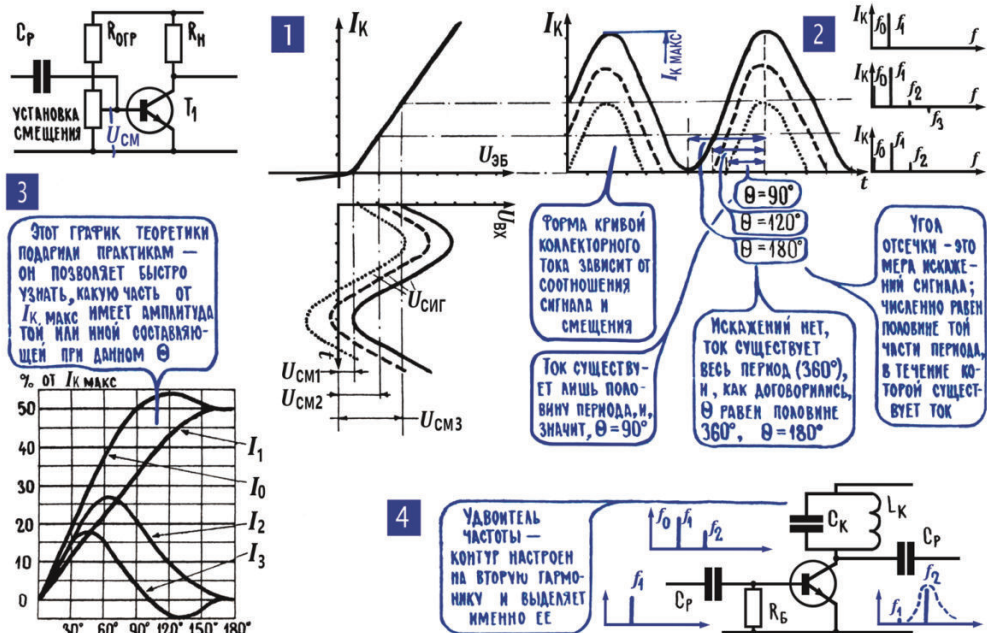 Cр
Rогр
Rн
T₁
УСТАНОВКА
СМЕЩЕНИЯ
Uсм
1
Iк
Uэб
Uвх
Uсиг
t
Uсм1
Uсм2
Uсм3
2
Iк
Iк макс
t
Θ=90°
Θ=120°
Θ=180°
Iк
f₀
f₁
f
Iк
f₀
f₁
f₂
f₃
f
Iк
f₀
f₁
f₂
f
ФОРМА КРИВОЙ
КОЛЛЕКТОРНОГО
ТОКА ЗАВИСИТ ОТ
СООТНОШЕНИЯ
СИГНАЛА И
СМЕЩЕНИЯ
УГОЛ
ОТСЕЧКИ - ЭТО
МЕРА ИСКАЖЕ-
НИЙ СИГНАЛА;
ЧИСЛЕННО РАВЕН
ПОЛОВИНЕ ТОЙ
ЧАСТИ ПЕРИОДА,
В ТЕЧЕНИЕ КО-
ТОРОЙ СУЩЕСТ-
ВУЕТ ТОК
ТОК СУЩЕСТВУ-
ЕТ ЛИШЬ ПОЛО-
ВИНУ ПЕРИОДА, И,
ЗНАЧИТ, Θ=90°
ИСКАЖЕНИЙ НЕТ,
ТОК СУЩЕСТВУЕТ
ВЕСЬ ПЕРИОД (360°),
И, КАК ДОГОВОРИЛИСЬ,
Θ РАВЕН ПОЛОВИНЕ
360°, Θ=180°
3
ЭТОТ ГРАФИК ТЕОРЕТИКИ
ПОДАРИЛИ ПРАКТИКАМ —
ОН ПОЗВОЛЯЕТ БЫСТРО
УЗНАТЬ, КАКУЮ ЧАСТЬ ОТ
Iк. макс ИМЕЕТ АМПЛИТУДА
ТОЙ ИЛИ ИНОЙ СОСТАВЛЯЮ-
ЩЕЙ ПРИ ДАННОМ Θ
% ОТ Iк макс
50
40
30
20
10
0
I₁
I₀
I₂
I₃
30° 60° 90° 120° 150° 180°
4
УДВОИТЕЛЬ
ЧАСТОТЫ —
КОНТУР НАСТРОЕН
НА ВТОРУЮ ГАРМО-
НИКУ И ВЫДЕЛЯЕТ
ИМЕННО ЕЕ
f₀
f₁
f₂
f₁
Cр
Rб
Cк
Lк
Cр
f₁
f₂